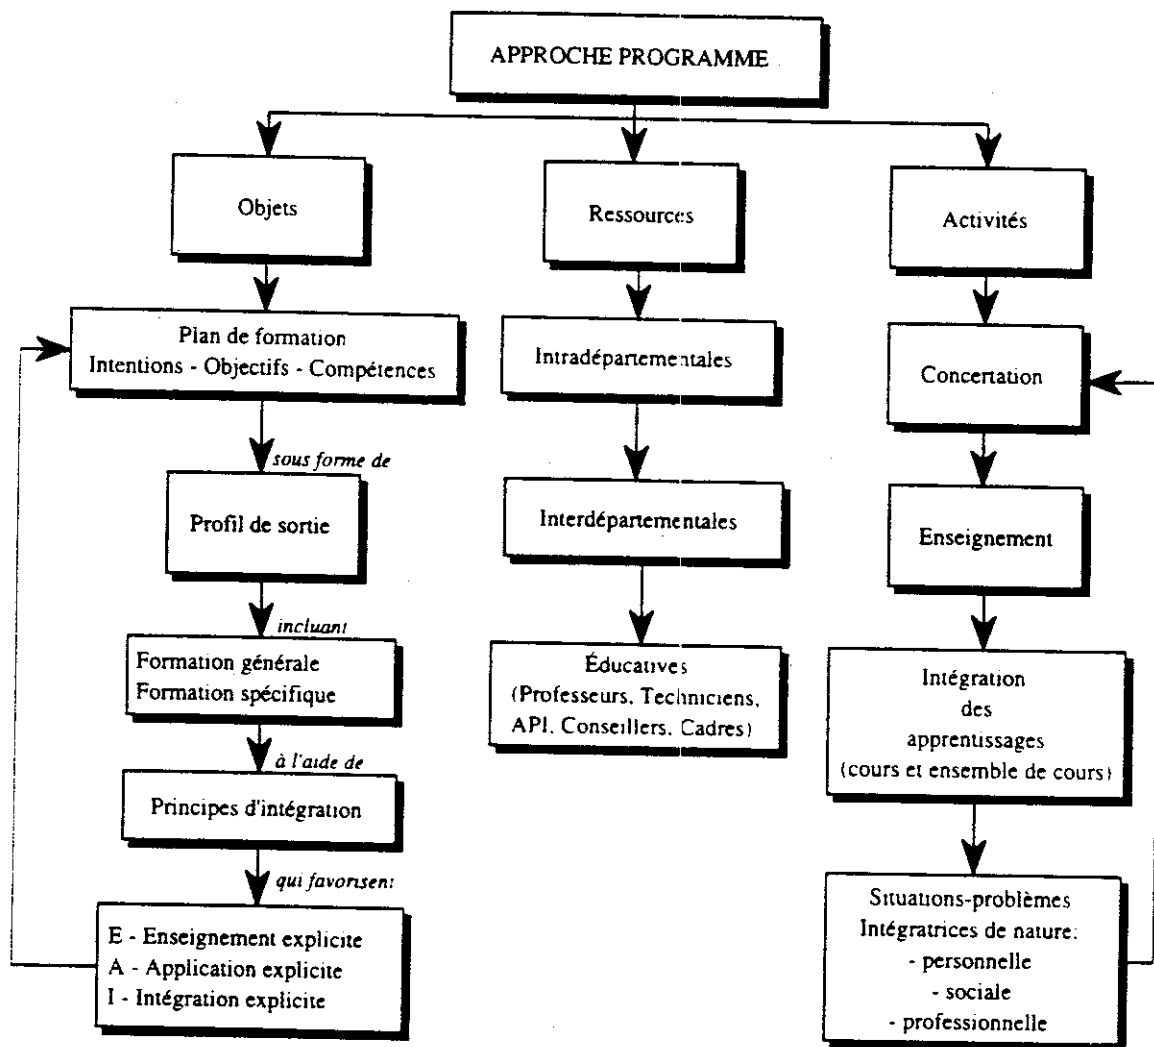 APPROCHE PROGRAMME
Objets
Ressources
Activités
Plan de formation
Intentions - Objectifs - Compétences
Intradépartementales
Concertation
sous forme de
Profil de sortie
Interdépartementales
Enseignement
incluant
Formation générale
Formation spécifique
Éducatives
(Professeurs, Techniciens,
API, Conseillers, Cadres)
Intégration
des
apprentissages
(cours et ensemble de cours)
à l'aide de
Principes d'intégration
qui favorisent
E - Enseignement explicite
A - Application explicite
I - Intégration explicite
Situations-problèmes
Intégratrices de nature:
- personnelle
- sociale
- professionnelle